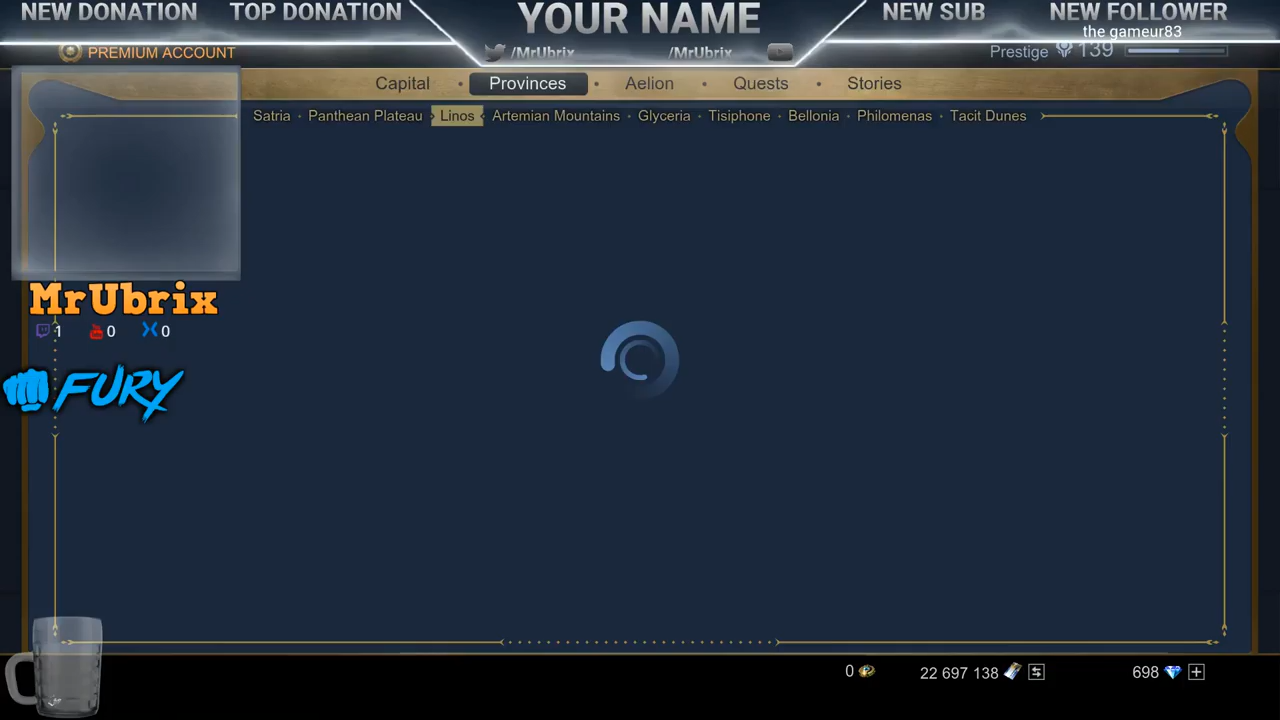 NEW DONATION TOP DONATION YOUR NAME NEW SUB NEW FOLLOWER
the gameur83
PREMIUM ACCOUNT /MrUbrix /MrUbrix Prestige 139
Capital • Provinces • Aelion • Quests • Stories
Satria • Panthean Plateau • Linos • Artemian Mountains • Glyceria • Tisiphone • Bellonia • Philomenas • Tacit Dunes
MrUbrix
1 0 0
FURY
0 22 697 138 698